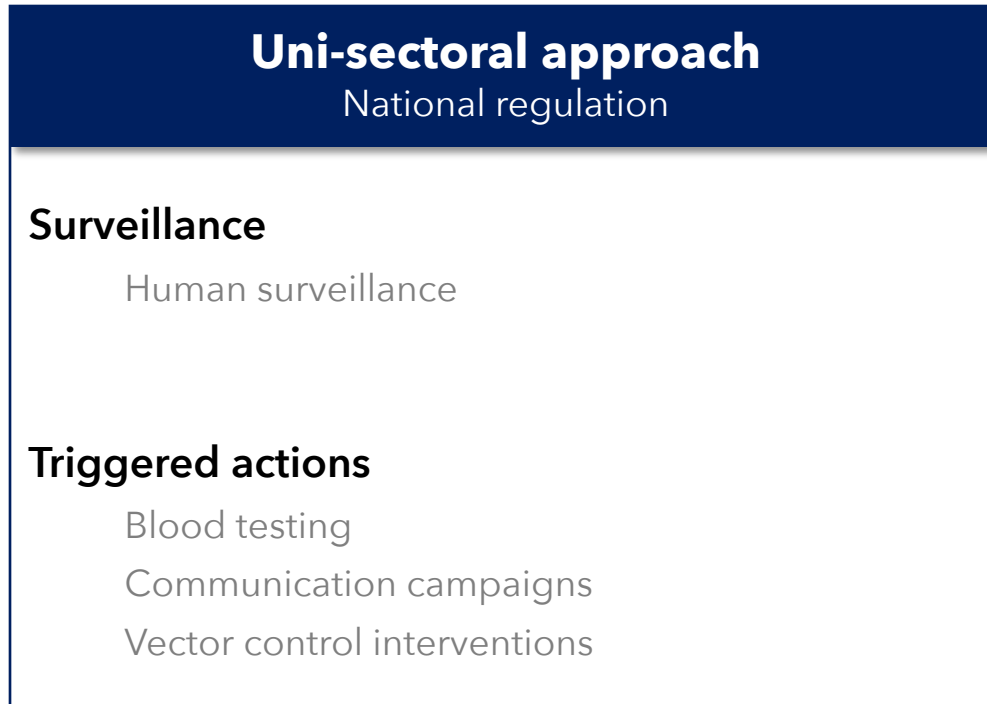 Uni-sectoral approach
National regulation
Surveillance
Human surveillance
Triggered actions
Blood testing
Communication campaigns
Vector control interventions